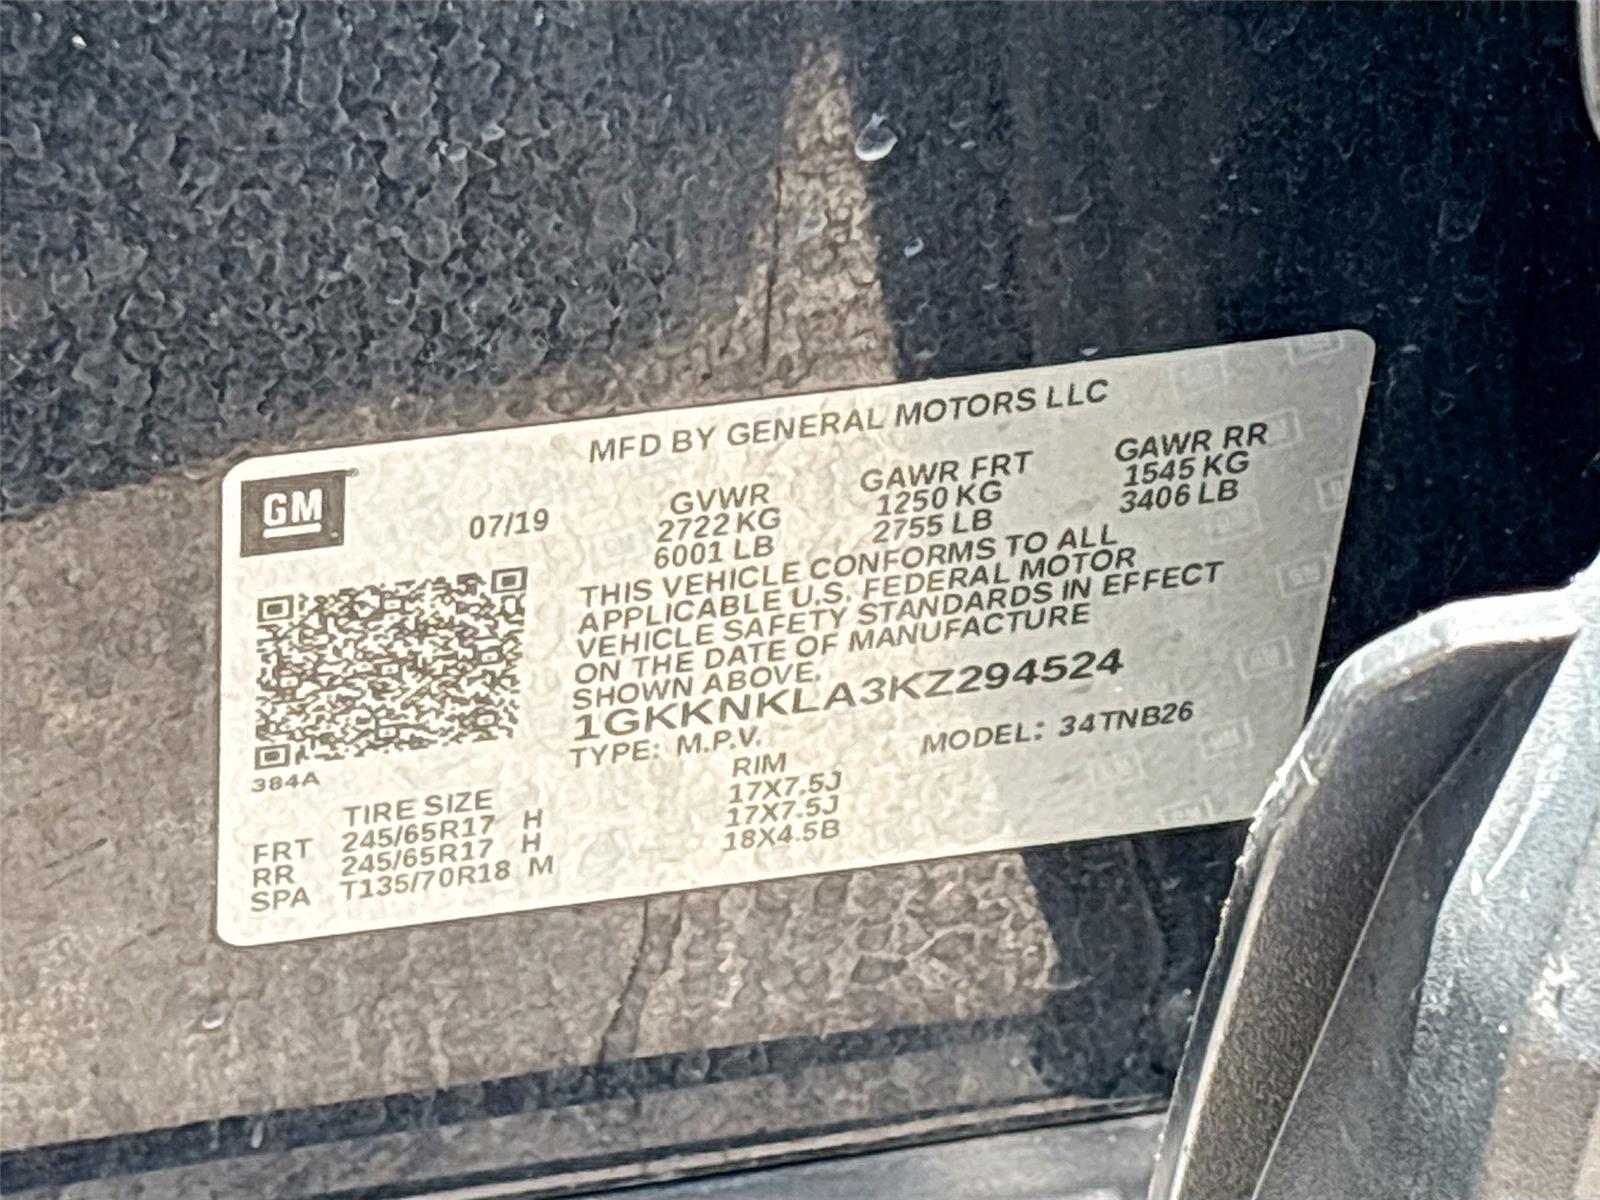 MFD BY GENERAL MOTORS LLC
GM
07/19
GVWR
2722 KG
6001 LB
GAWR FRT
1250 KG
2755 LB
GAWR RR
1545 KG
3406 LB
THIS VEHICLE CONFORMS TO ALL
APPLICABLE U.S. FEDERAL MOTOR
VEHICLE SAFETY STANDARDS IN EFFECT
ON THE DATE OF MANUFACTURE
SHOWN ABOVE.
1GKKNKLA3KZ294524
TYPE: M.P.V. MODEL: 34TNB26
384A
TIRE SIZE RIM
FRT 245/65R17 H 17X7.5J
RR 245/65R17 H 17X7.5J
SPA T135/70R18 M 18X4.5B